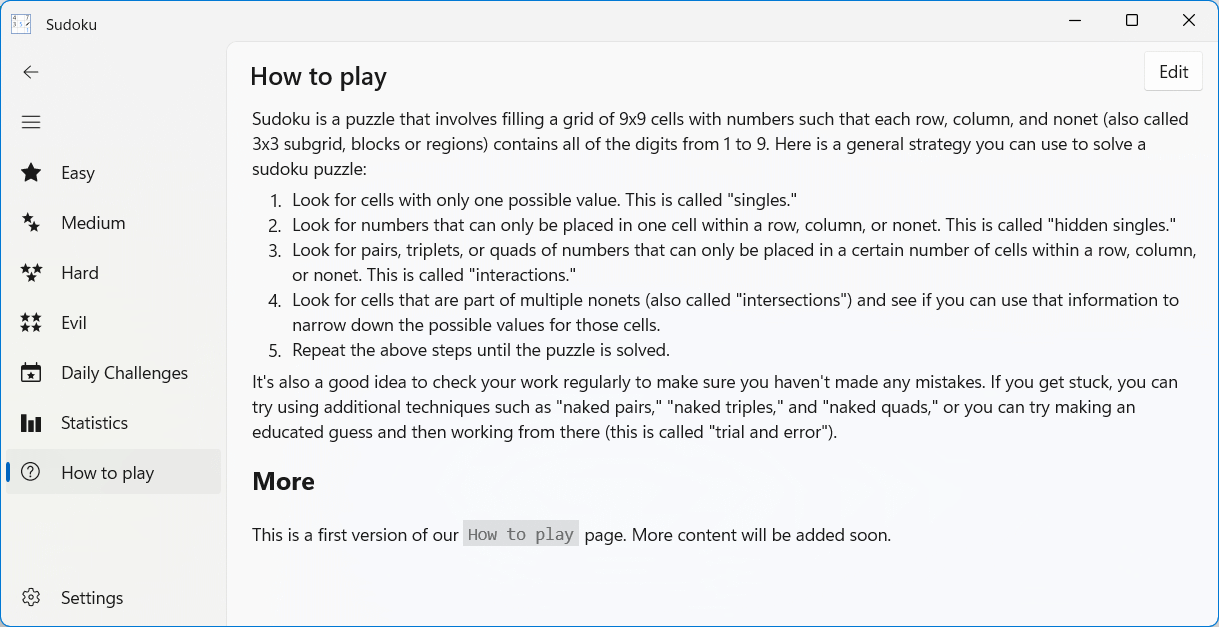 Sudoku
How to play
Edit
Easy
Medium
Hard
Evil
Daily Challenges
Statistics
How to play
Settings
Sudoku is a puzzle that involves filling a grid of 9x9 cells with numbers such that each row, column, and nonet (also called
3x3 subgrid, blocks or regions) contains all of the digits from 1 to 9. Here is a general strategy you can use to solve a
sudoku puzzle:
1. Look for cells with only one possible value. This is called "singles."
2. Look for numbers that can only be placed in one cell within a row, column, or nonet. This is called "hidden singles."
3. Look for pairs, triplets, or quads of numbers that can only be placed in a certain number of cells within a row, column,
or nonet. This is called "interactions."
4. Look for cells that are part of multiple nonets (also called "intersections") and see if you can use that information to
narrow down the possible values for those cells.
5. Repeat the above steps until the puzzle is solved.
It's also a good idea to check your work regularly to make sure you haven't made any mistakes. If you get stuck, you can
try using additional techniques such as "naked pairs," "naked triples," and "naked quads," or you can try making an
educated guess and then working from there (this is called "trial and error").
More
This is a first version of our How to play page. More content will be added soon.